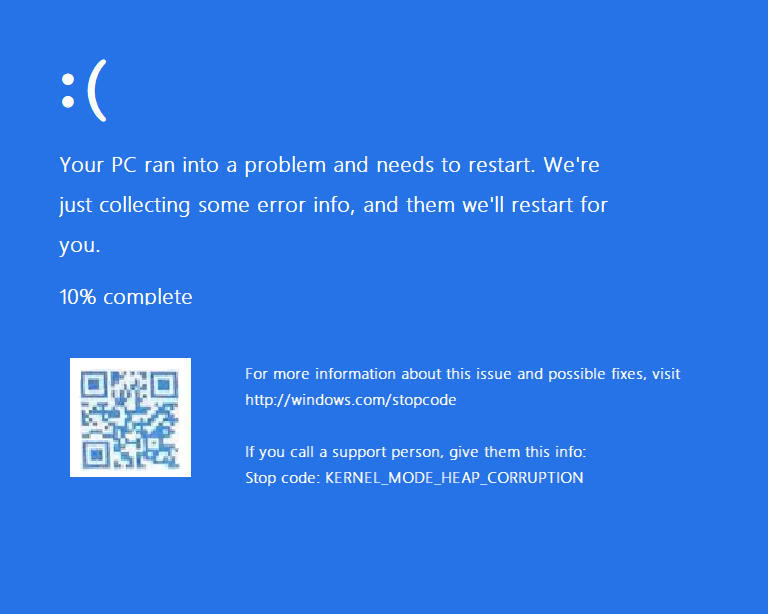 :(
Your PC ran into a problem and needs to restart. We're
just collecting some error info, and them we'll restart for
you.
10% complete
For more information about this issue and possible fixes, visit
http://windows.com/stopcode
If you call a support person, give them this info:
Stop code: KERNEL_MODE_HEAP_CORRUPTION